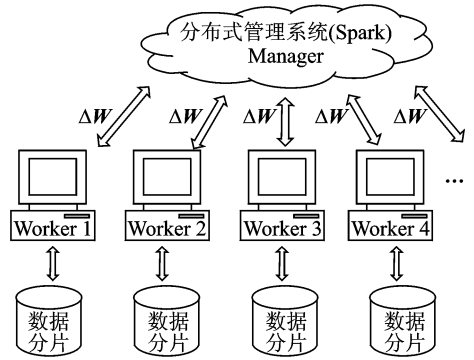 分布式管理系统(Spark)
Manager
ΔW ΔW ΔW ΔW ΔW
...
Worker 1 Worker 2 Worker 3 Worker 4
数据 数据 数据 数据
分片 分片 分片 分片